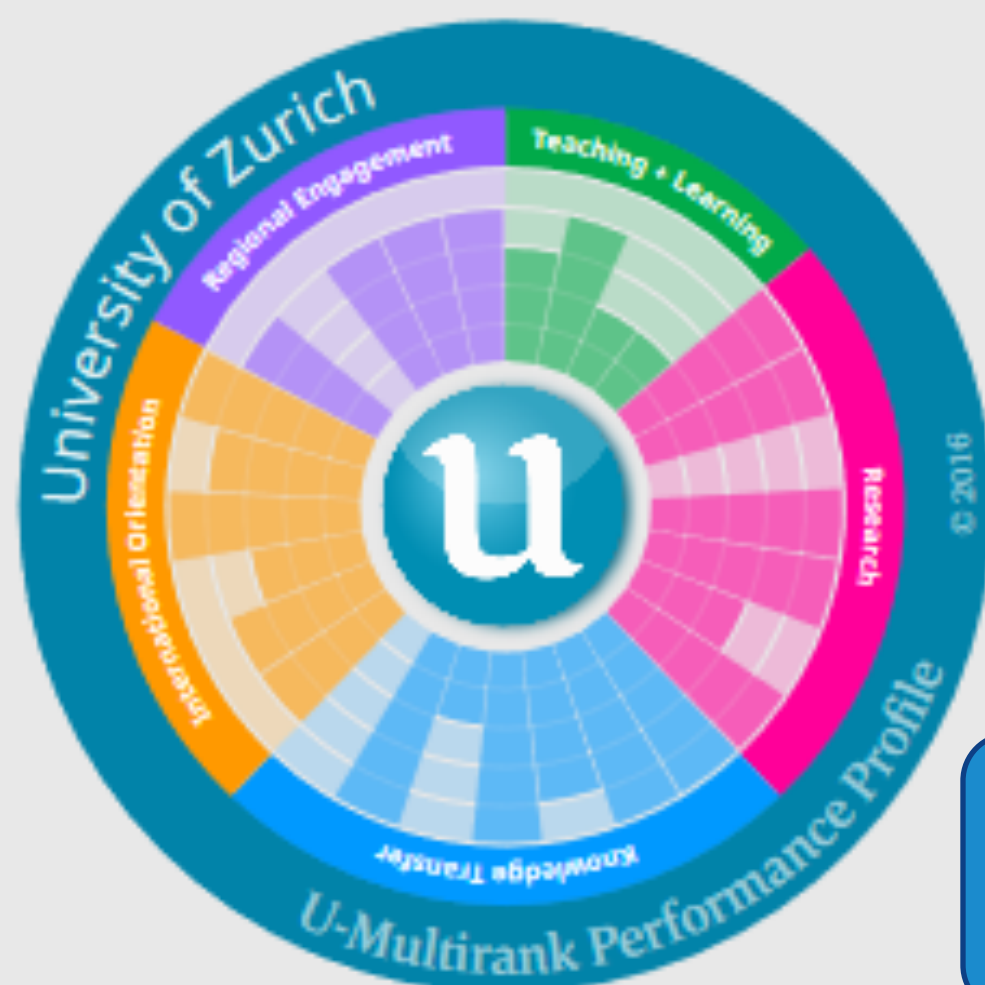 University of Zurich
Regional Engagement
Teaching + Learning
Research
Knowledge Transfer
International Orientation
u
© 2016
U-Multirank Performance Profile